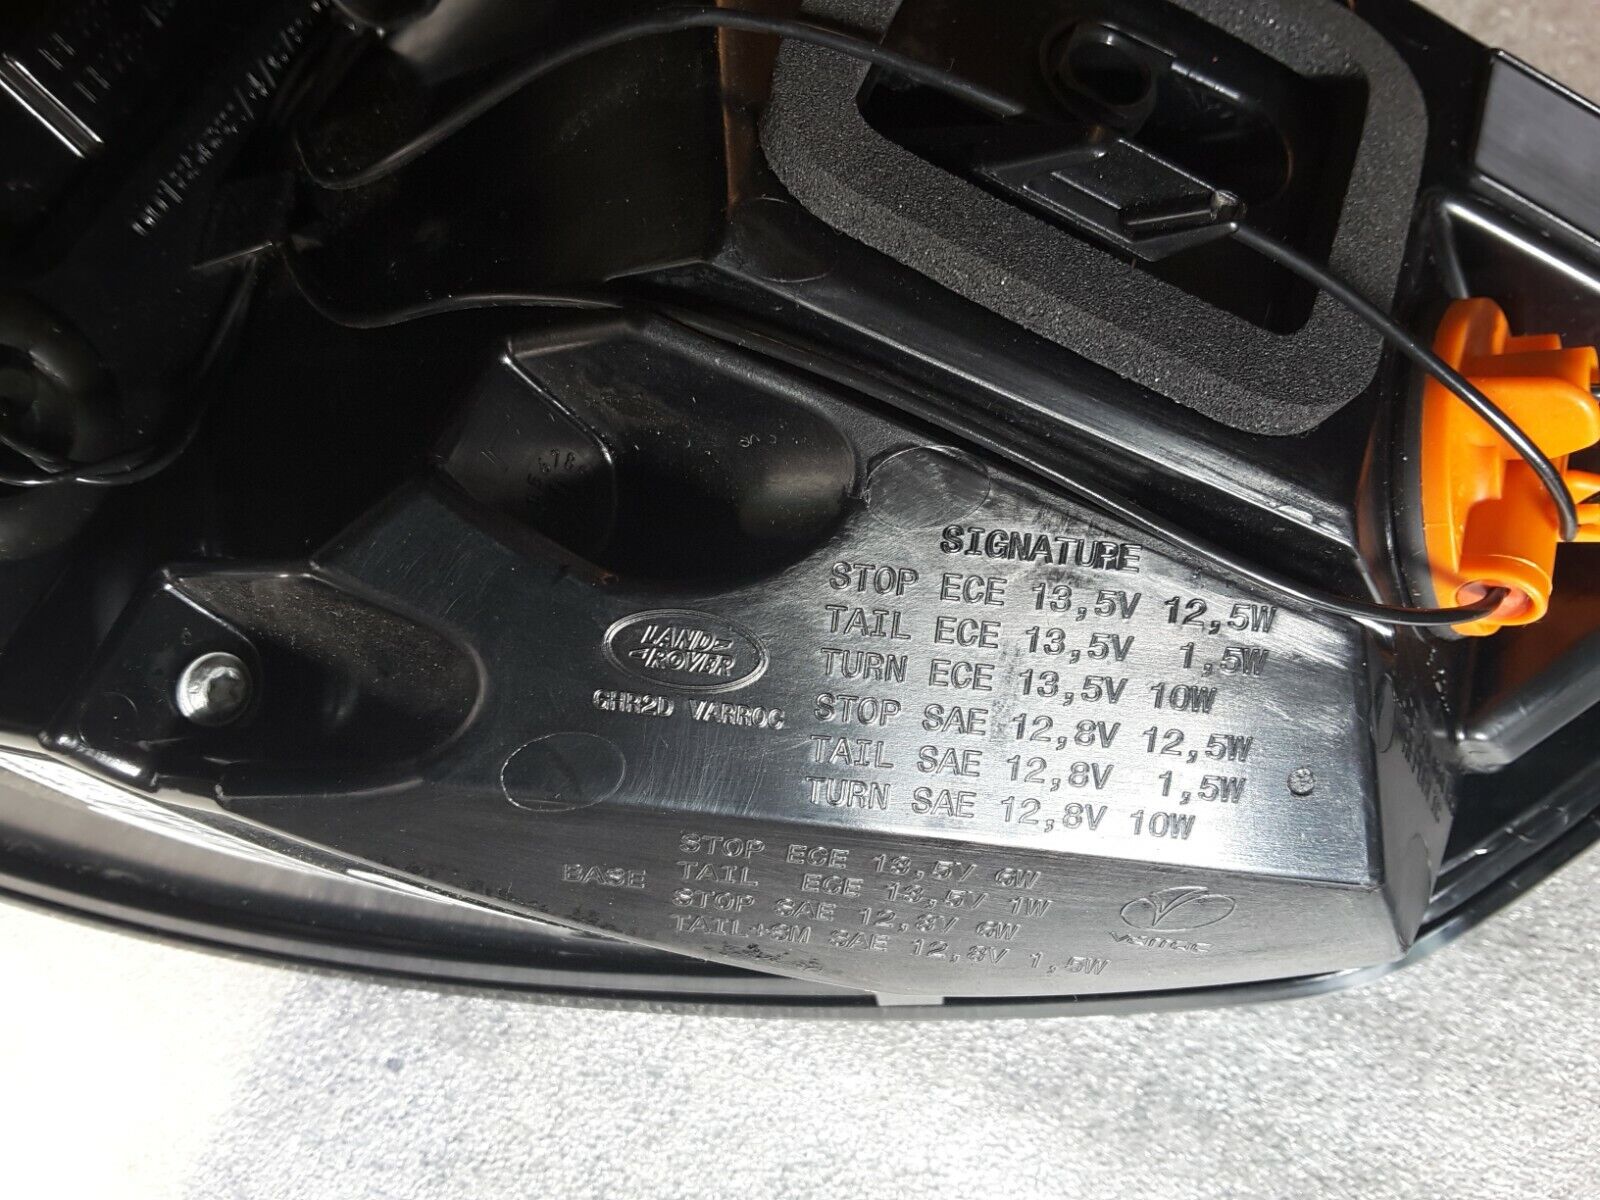 SIGNATURE
STOP ECE 13,5V 12,5W
TAIL ECE 13,5V 1,5W
TURN ECE 13,5V 10W
STOP SAE 12,8V 12,5W
TAIL SAE 12,8V 1,5W
TURN SAE 12,8V 10W
LAND-
-ROVER
GHR2D VARROC
BASE
STOP ECE 13,5V 6W
TAIL ECE 13,5V 1W
STOP SAE 12,8V 6W
TAIL+SM SAE 12,8V 1,5W
Varroc